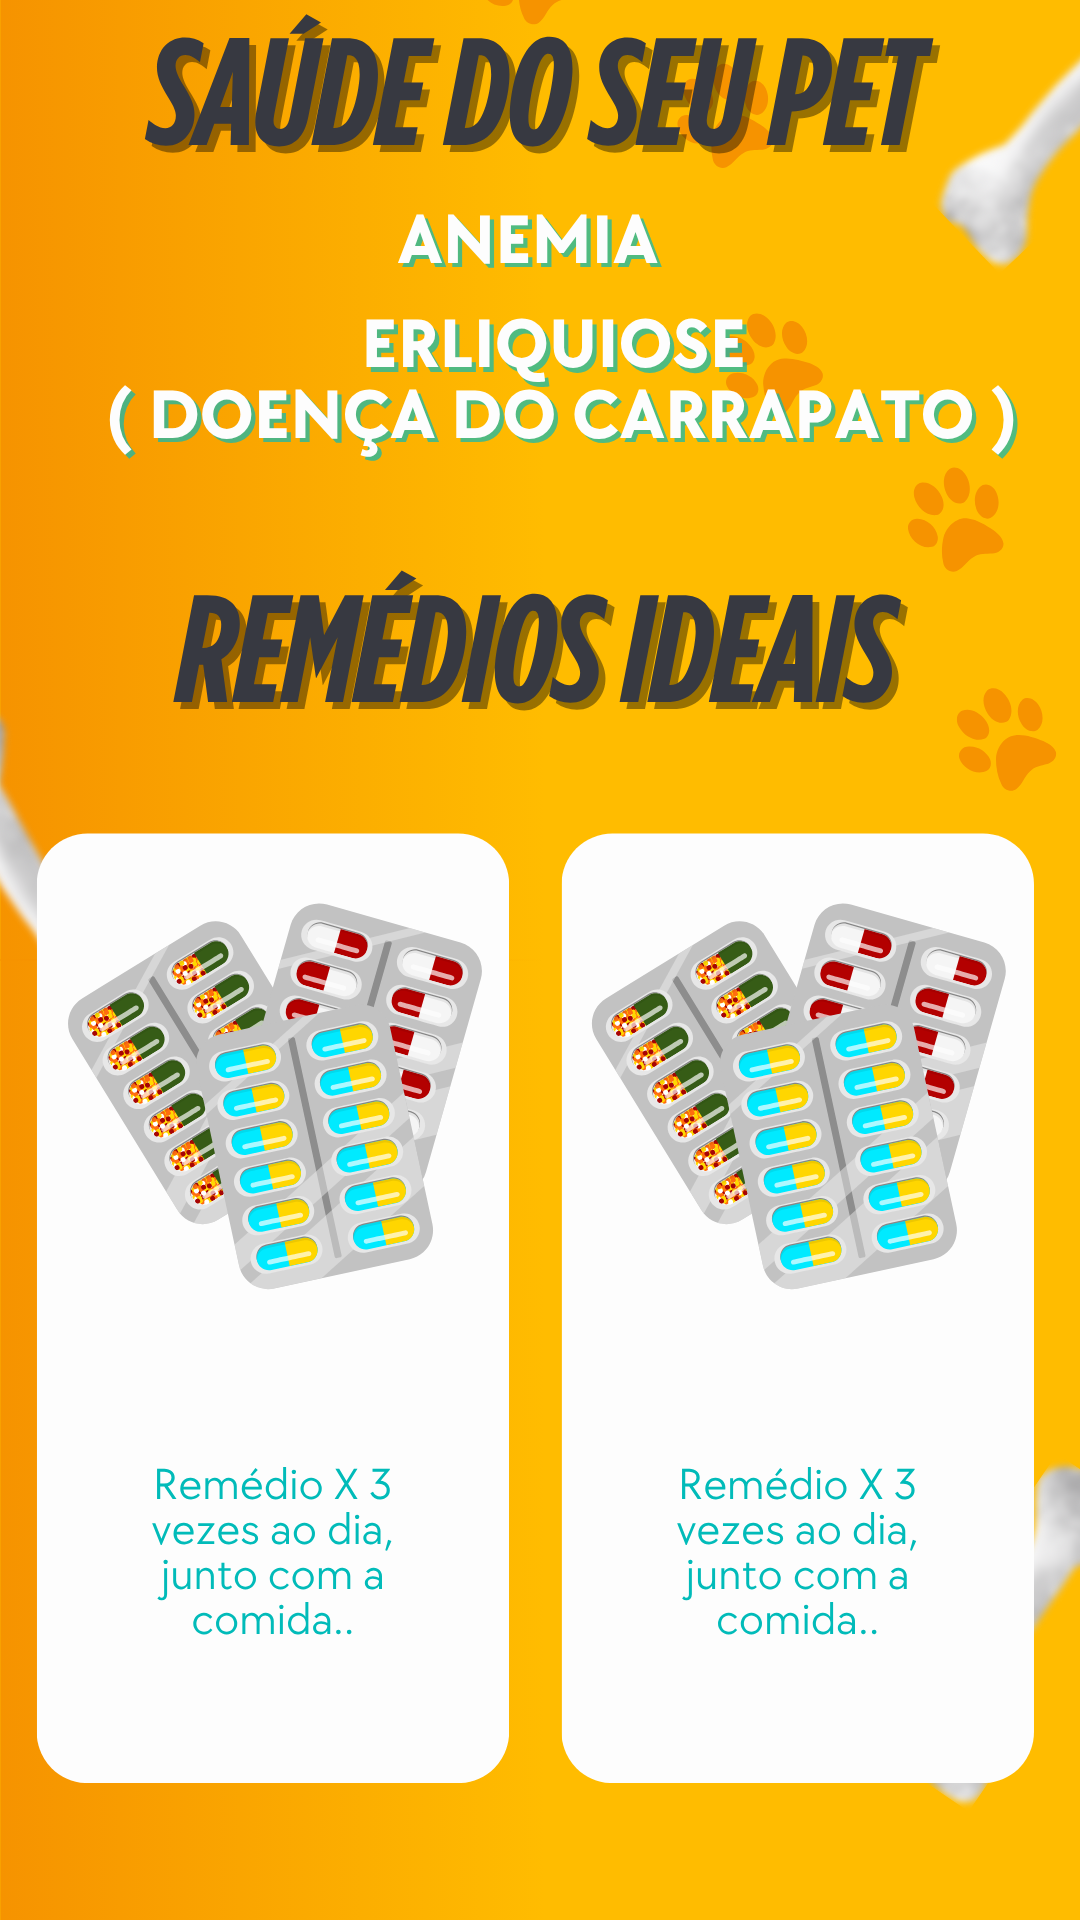 SAÚDE DO SEU PET
ANEMIA
ERLIQUIOSE
( DOENÇA DO CARRAPATO )
REMÉDIOS IDEAIS
Remédio X 3
vezes ao dia,
junto com a
comida..
Remédio X 3
vezes ao dia,
junto com a
comida..